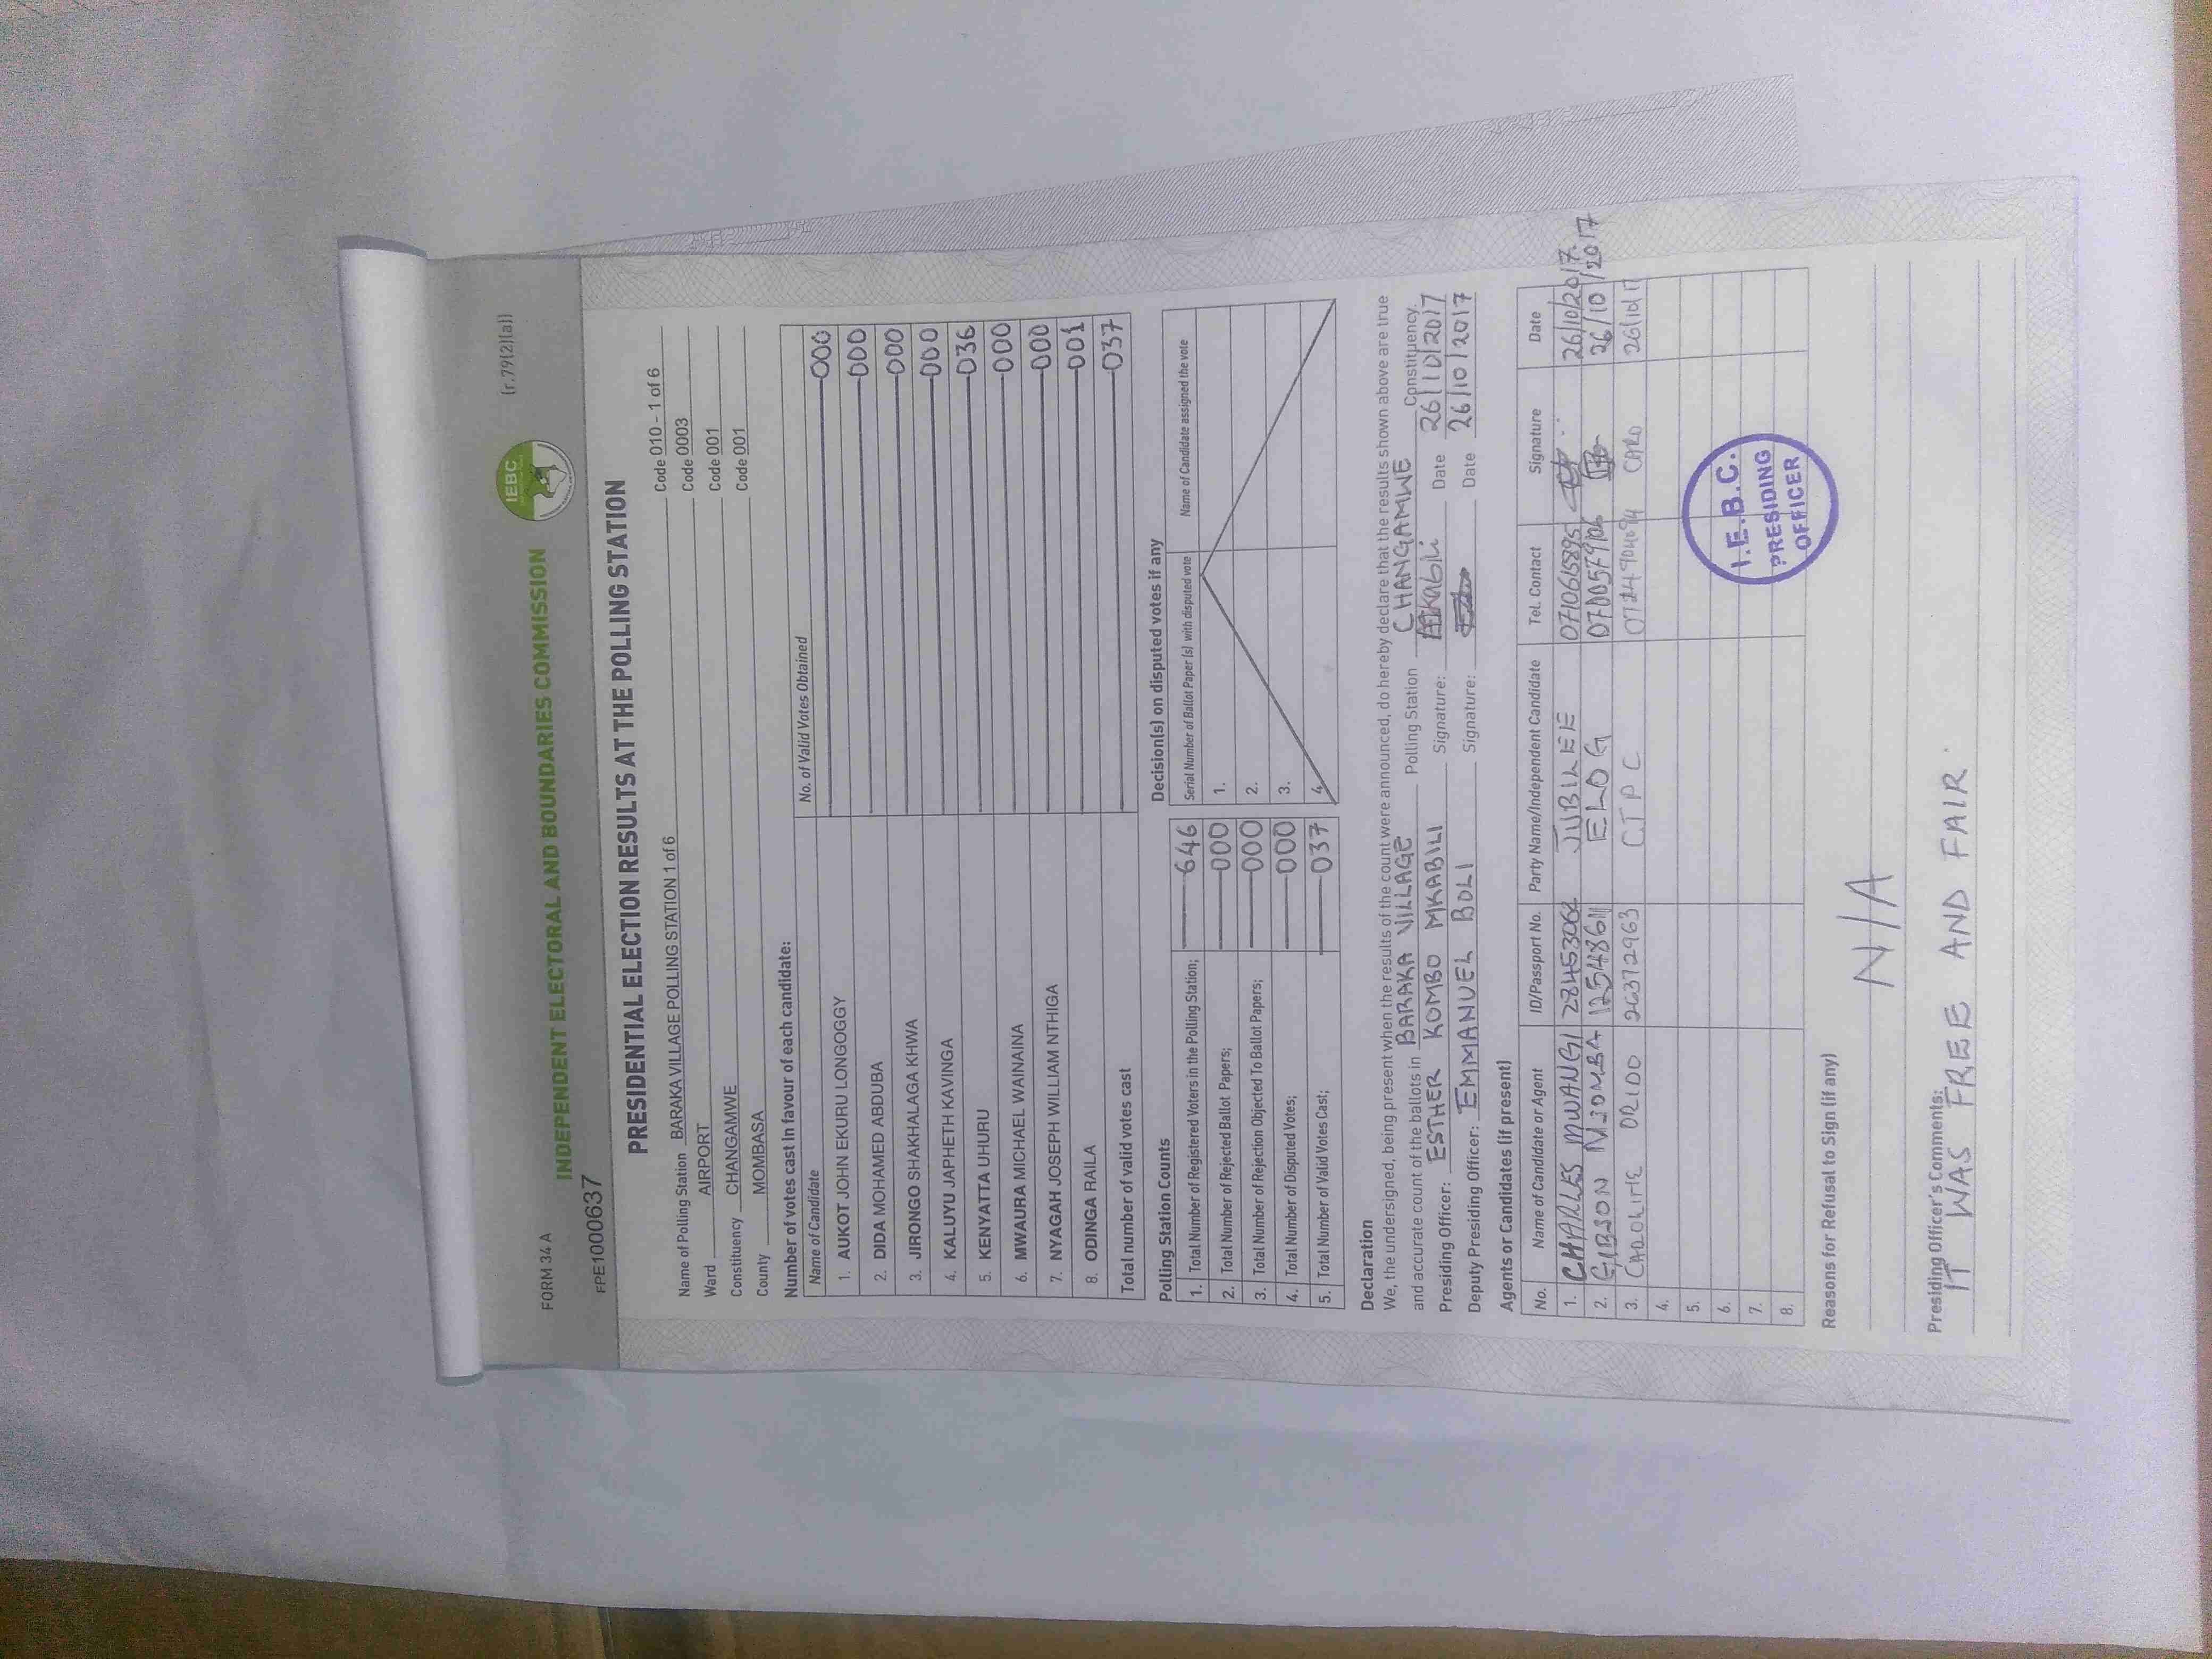 FORM 34 A
(r.79(2)(a))
IEBC
INDEPENDENT ELECTORAL AND BOUNDARIES COMMISSION
FPE1000637
PRESIDENTIAL ELECTION RESULTS AT THE POLLING STATION
Name of Polling Station BARAKA VILLAGE POLLING STATION 1 of 6 Code 010 - 1 of 6
Ward AIRPORT Code 0003
Constituency CHANGAMWE Code 001
County MOMBASA Code 001
Number of votes cast in favour of each candidate:
Name of Candidate No. of Valid Votes Obtained
1. AUKOT JOHN EKURU LONGOGGY 000
2. DIDA MOHAMED ABDUBA 000
3. JIRONGO SHAKHALAGA KHWA 000
4. KALUYU JAPHETH KAVINGA 000
5. KENYATTA UHURU 036
6. MWAURA MICHAEL WAINAINA 000
7. NYAGAH JOSEPH WILLIAM NTHIGA 000
8. ODINGA RAILA 001
Total number of valid votes cast 037
Polling Station Counts
1. Total Number of Registered Voters in the Polling Station; 646
2. Total Number of Rejected Ballot Papers; 000
3. Total Number of Rejection Objected To Ballot Papers; 000
4. Total Number of Disputed Votes; 000
5. Total Number of Valid Votes Cast; 037
Decision(s) on disputed votes if any
Serial Number of Ballot Paper (s) with disputed vote Name of Candidate assigned the vote
1.
2.
3.
4.
Declaration
We, the undersigned, being present when the results of the count were announced, do hereby declare that the results shown above are true
and accurate count of the ballots in BARAKA VILLAGE Polling Station CHANGAMWE Constituency.
Presiding Officer: ESTHER KOMBO MKABILI Signature: Date 26/10/2017
Deputy Presiding Officer: EMMANUEL BOLI Signature: Date 26/10/2017
Agents or Candidates (if present)
No. Name of Candidate or Agent ID/Passport No. Party Name/Independent Candidate Tel. Contact Signature Date
1. CHARLES MWANGI 28453062 JUBILEE 0710615895 26/10/2017
2. GIBSON MJOMBA 12548611 ELOG 26/10/2017
3. CAROLINE ORIDO 26372963 CTPC CARO 26/10/17
4.
5.
6.
7.
8.
I.E.B.C.
PRESIDING
OFFICER
Reasons for Refusal to Sign (if any)
N/A
Presiding Officer's Comments:
IT WAS FREE AND FAIR.